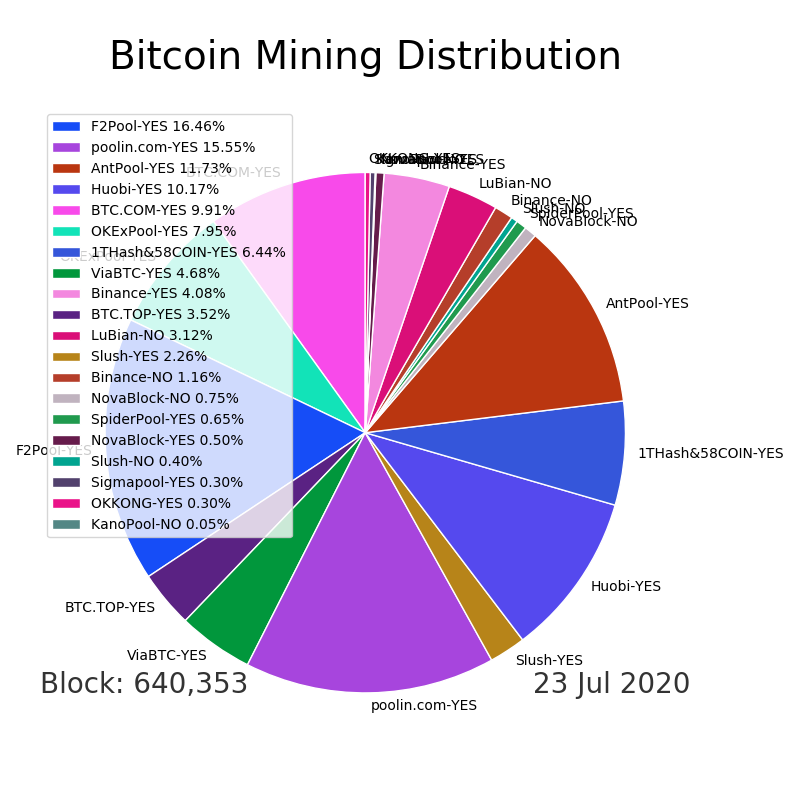 Bitcoin Mining Distribution
F2Pool-YES 16.46%
poolin.com-YES 15.55%
AntPool-YES 11.73%
Huobi-YES 10.17%
BTC.COM-YES 9.91%
OKExPool-YES 7.95%
1THash&58COIN-YES 6.44%
ViaBTC-YES 4.68%
Binance-YES 4.08%
BTC.TOP-YES 3.52%
LuBian-NO 3.12%
Slush-YES 2.26%
Binance-NO 1.16%
NovaBlock-NO 0.75%
SpiderPool-YES 0.65%
NovaBlock-YES 0.50%
Slush-NO 0.40%
Sigmapool-YES 0.30%
OKKONG-YES 0.30%
KanoPool-NO 0.05%
OKKONG-YES
Binance-YES
LuBian-NO
Binance-NO
Slush-NO
SpiderPool-YES
NovaBlock-NO
AntPool-YES
1THash&58COIN-YES
Huobi-YES
Slush-YES
poolin.com-YES
ViaBTC-YES
BTC.TOP-YES
F2Pool-YES
OKExPool-YES
BTC.COM-YES
Block: 640,353
23 Jul 2020